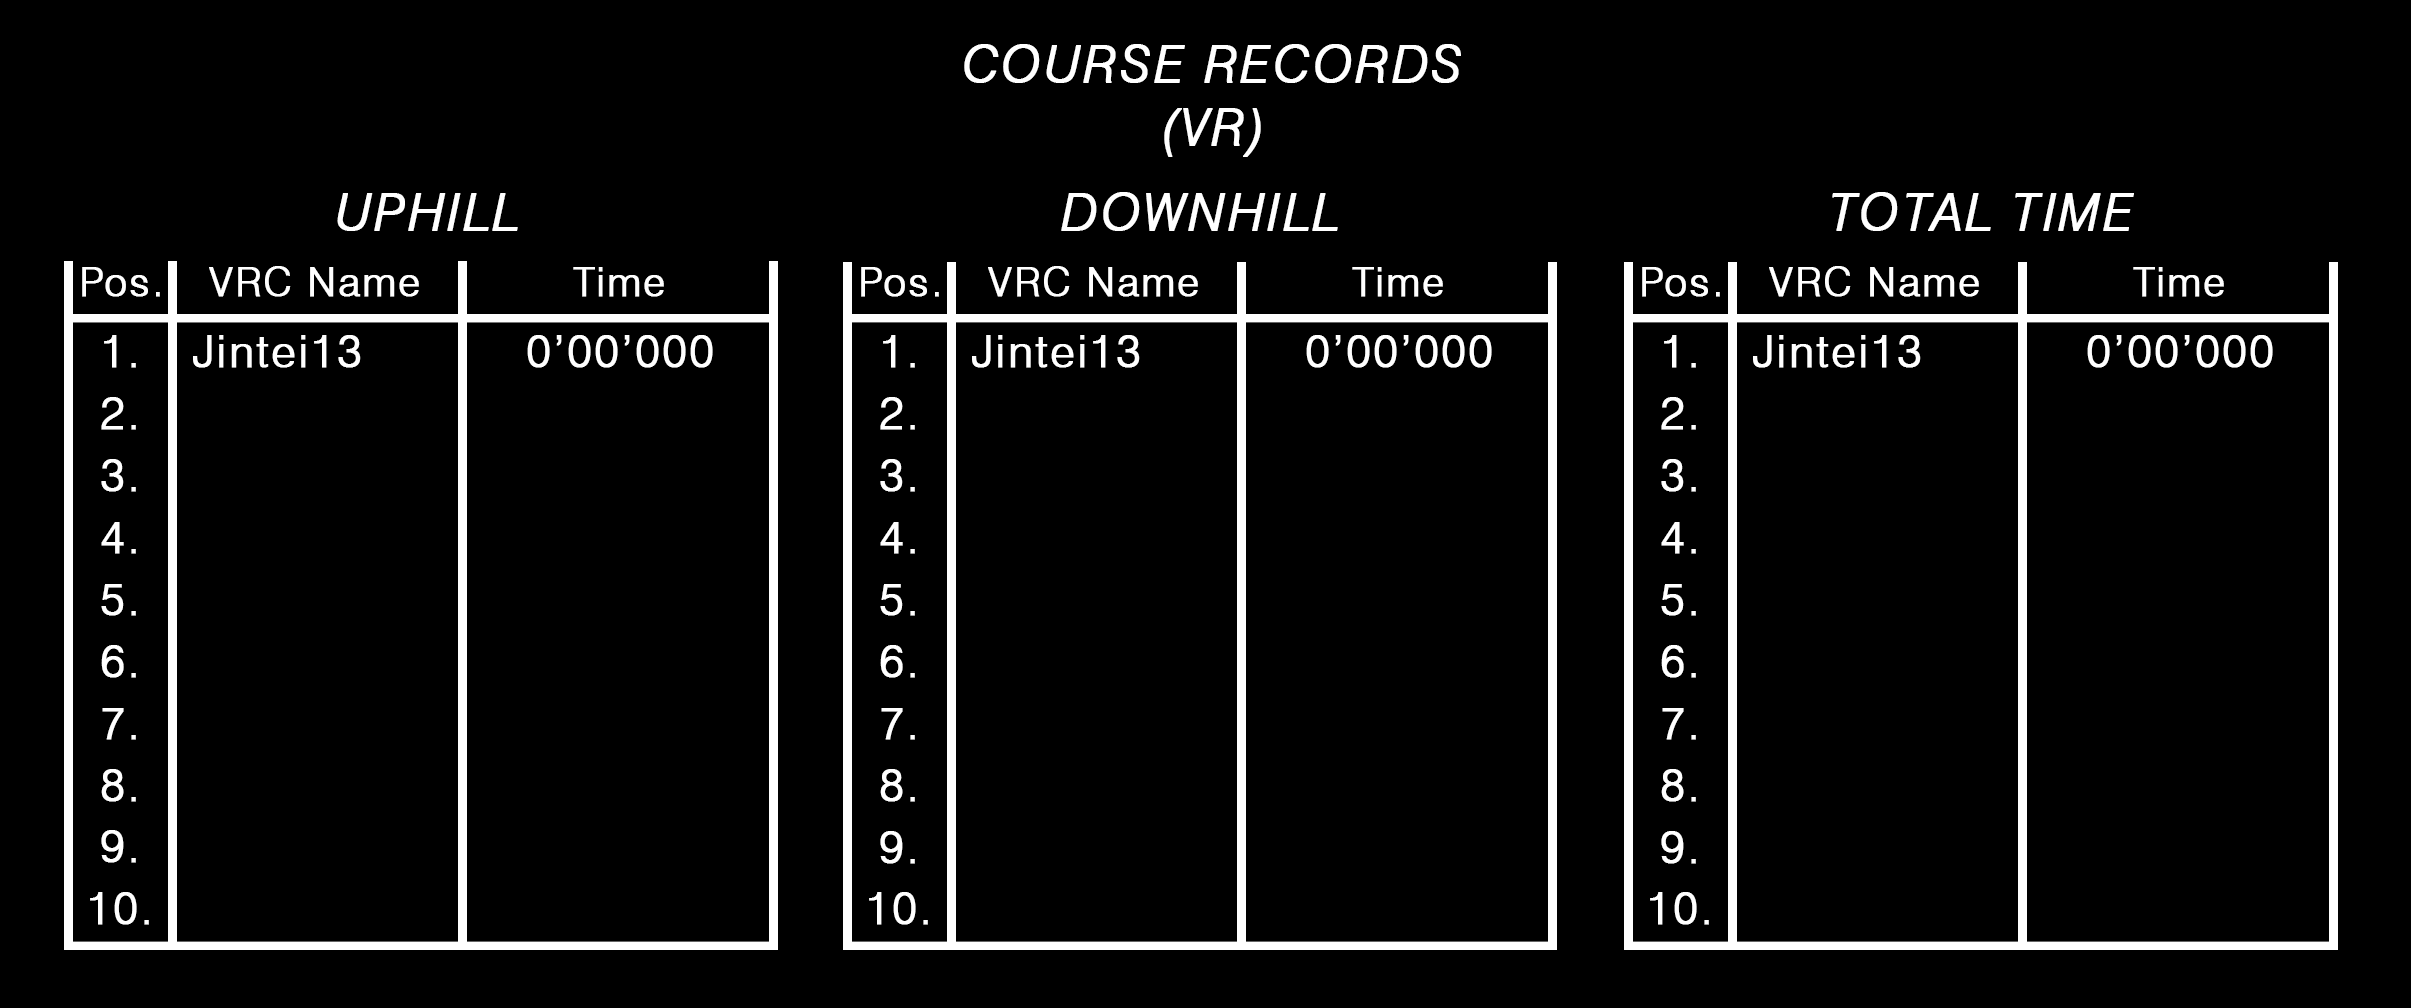 COURSE RECORDS
(VR)
UPHILL
Pos. VRC Name Time
1. Jintei13 0’00’000
2.
3.
4.
5.
6.
7.
8.
9.
10.
DOWNHILL
Pos. VRC Name Time
1. Jintei13 0’00’000
2.
3.
4.
5.
6.
7.
8.
9.
10.
TOTAL TIME
Pos. VRC Name Time
1. Jintei13 0’00’000
2.
3.
4.
5.
6.
7.
8.
9.
10.